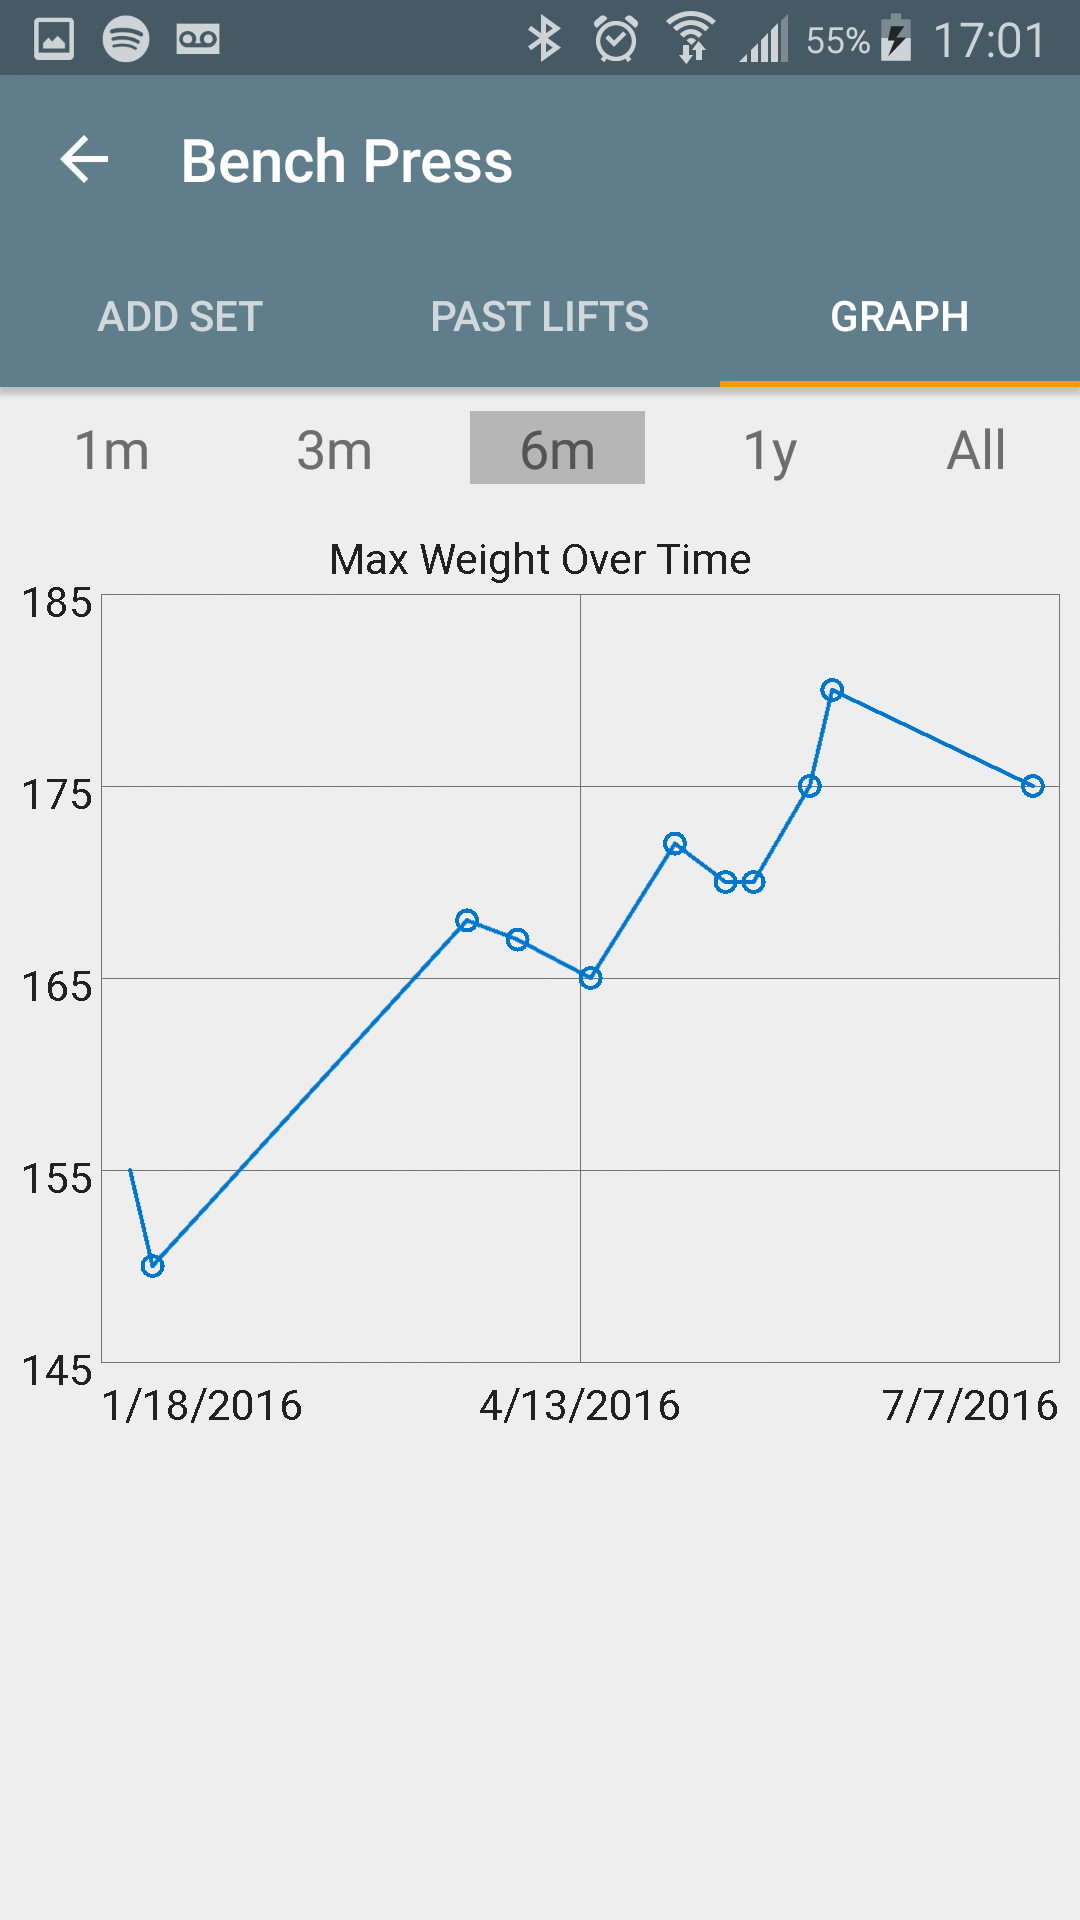 55% 17:01
Bench Press
ADD SET PAST LIFTS GRAPH
1m 3m 6m 1y All
Max Weight Over Time
185
175
165
155
145
1/18/2016 4/13/2016 7/7/2016